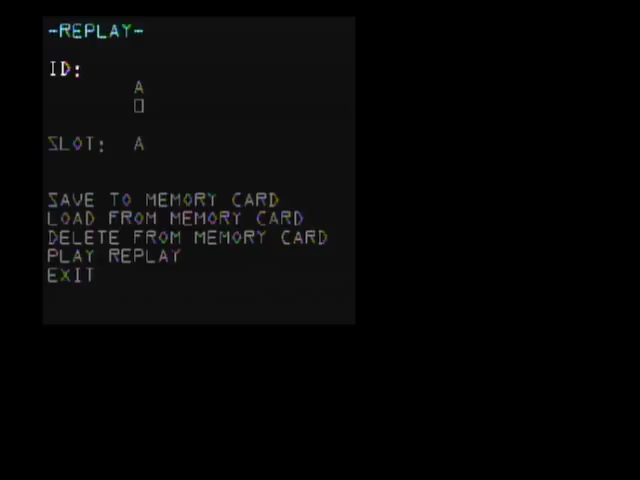 -REPLAY-
ID:
A
SLOT: A
SAVE TO MEMORY CARD
LOAD FROM MEMORY CARD
DELETE FROM MEMORY CARD
PLAY REPLAY
EXIT